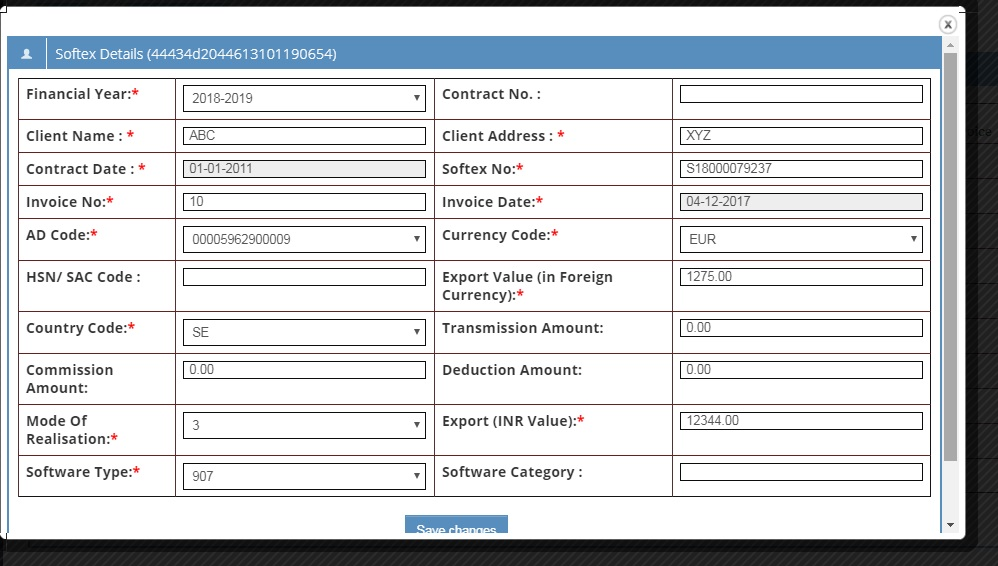 x
Softex Details (44434d2044613101190654)
Financial Year:* 2018-2019 Contract No. :
Client Name : * ABC Client Address : * XYZ
Contract Date : * 01-01-2011 Softex No:* S18000079237
Invoice No:* 10 Invoice Date:* 04-12-2017
AD Code:* 00005962900009 Currency Code:* EUR
HSN/ SAC Code : Export Value (in Foreign
Currency):* 1275.00
Country Code:* SE Transmission Amount: 0.00
Commission
Amount: 0.00 Deduction Amount: 0.00
Mode Of
Realisation:* 3 Export (INR Value):* 12344.00
Software Type:* 907 Software Category :
Save changes